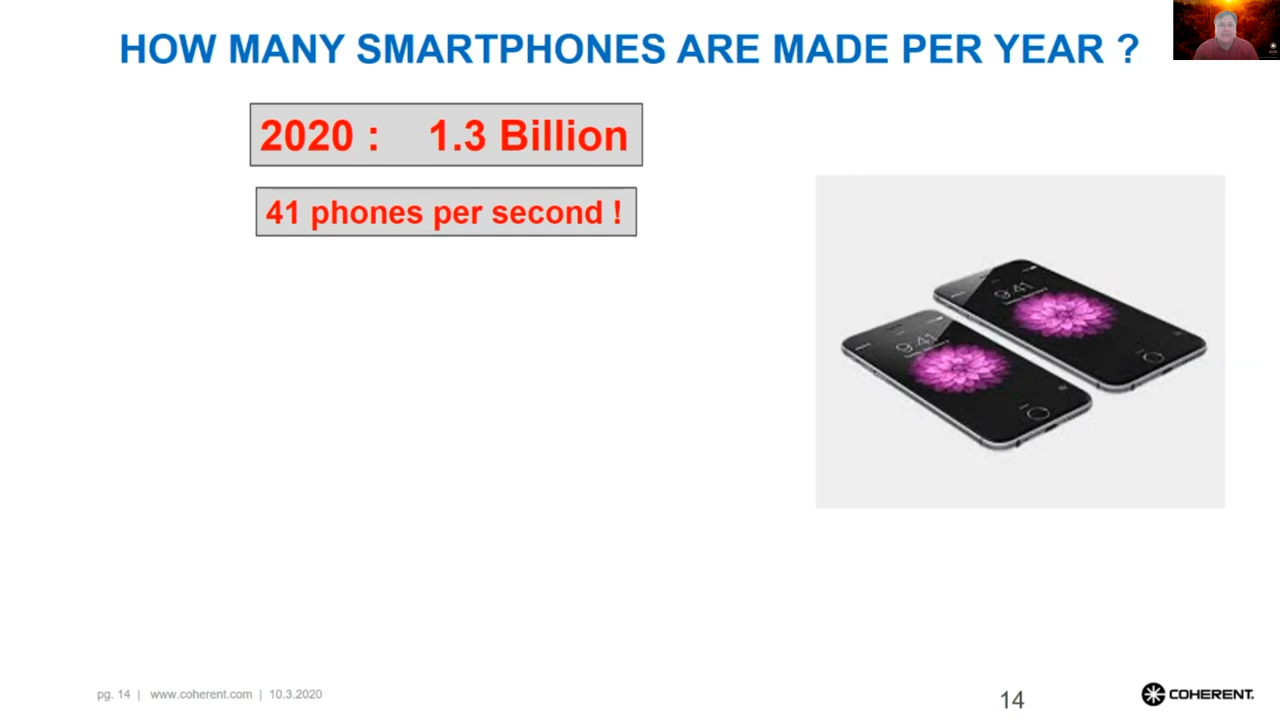 HOW MANY SMARTPHONES ARE MADE PER YEAR ?
2020 : 1.3 Billion
41 phones per second !
9:41
9:41
pg. 14 | www.coherent.com | 10.3.2020
14
COHERENT.